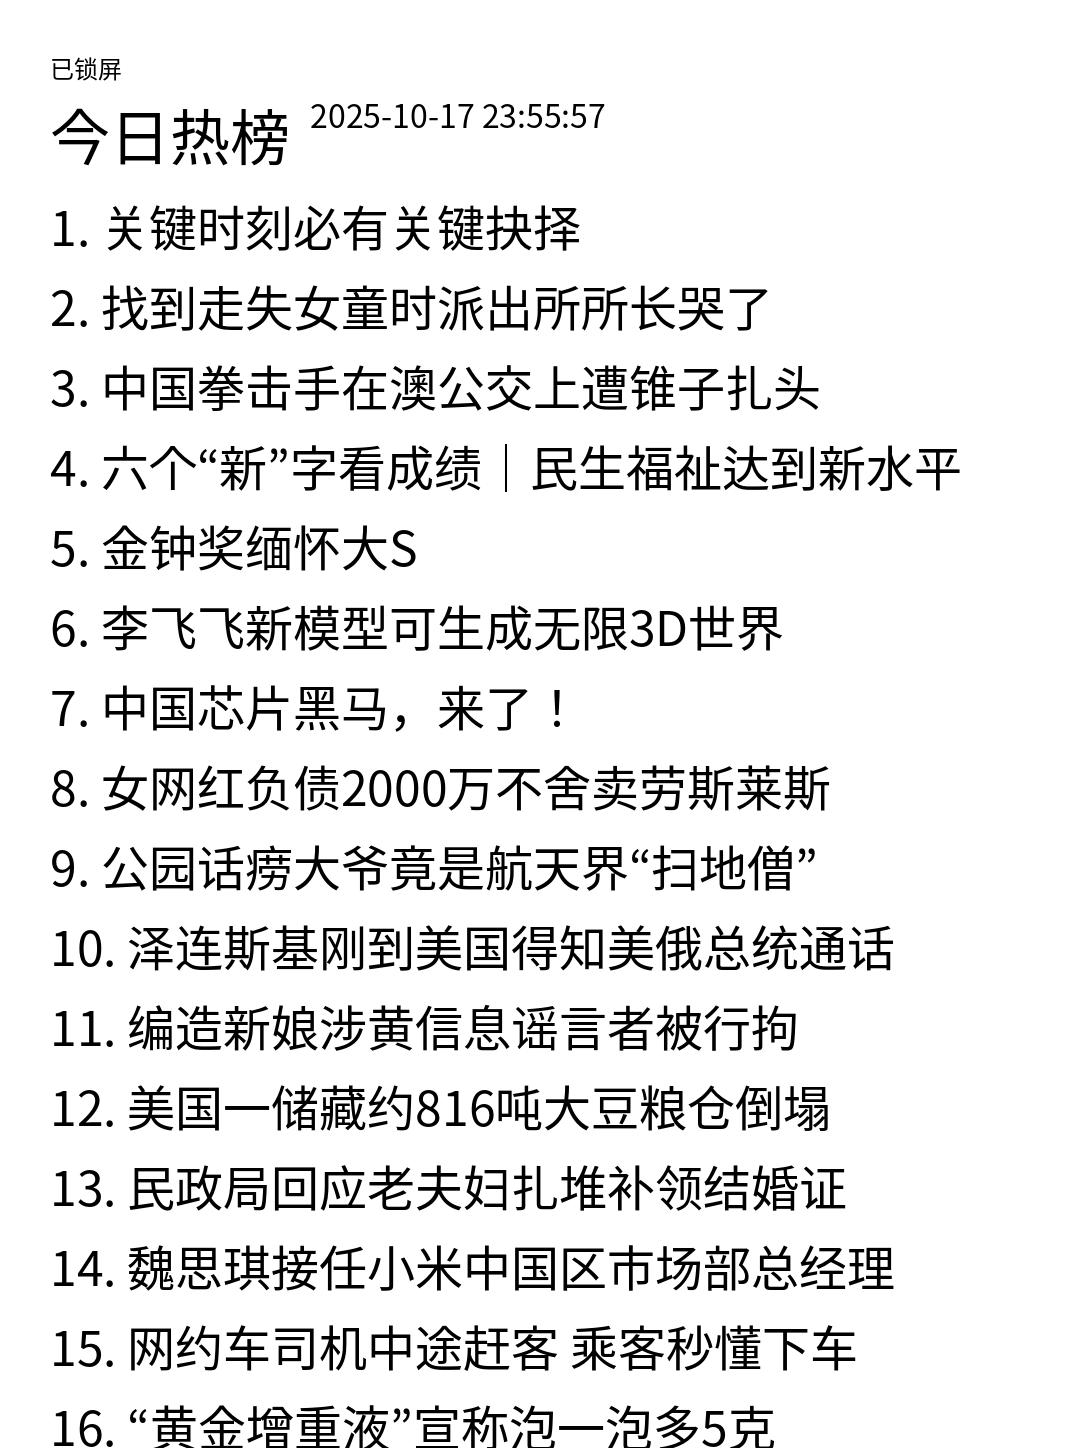 已锁屏
今日热榜 2025-10-17 23:55:57
1. 关键时刻必有关键抉择
2. 找到走失女童时派出所所长哭了
3. 中国拳击手在澳公交上遭锥子扎头
4. 六个“新”字看成绩｜民生福祉达到新水平
5. 金钟奖缅怀大S
6. 李飞飞新模型可生成无限3D世界
7. 中国芯片黑马，来了！
8. 女网红负债2000万不舍卖劳斯莱斯
9. 公园话痨大爷竟是航天界“扫地僧”
10. 泽连斯基刚到美国得知美俄总统通话
11. 编造新娘涉黄信息谣言者被行拘
12. 美国一储藏约816吨大豆粮仓倒塌
13. 民政局回应老夫妇扎堆补领结婚证
14. 魏思琪接任小米中国区市场部总经理
15. 网约车司机中途赶客 乘客秒懂下车
16. “黄金增重液”宣称泡一泡多5克